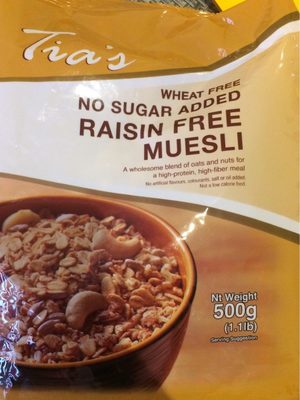 Tia's
WHEAT FREE
NO SUGAR ADDED
RAISIN FREE
MUESLI
A wholesome blend of oats and nuts for
a high-protein, high-fiber meal
No artificial flavours, colourants, salt or oil added.
Not a low calorie food.
Nt Weight
500g
(1.1lb)
Serving Suggestion